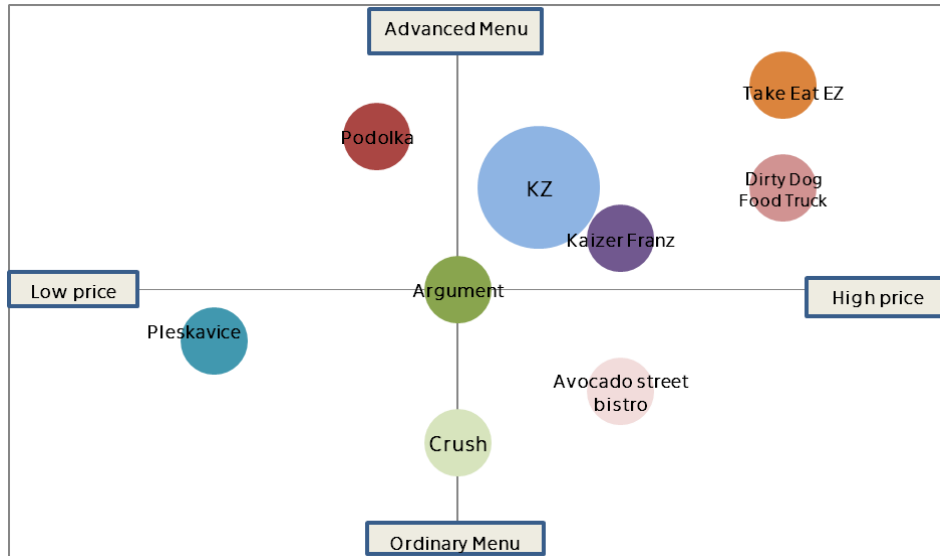 Advanced Menu
Take Eat EZ
Podolka
KZ
Dirty Dog
Food Truck
Kaizer Franz
Low price
Argument
High price
Pleskavice
Avocado street
bistro
Crush
Ordinary Menu